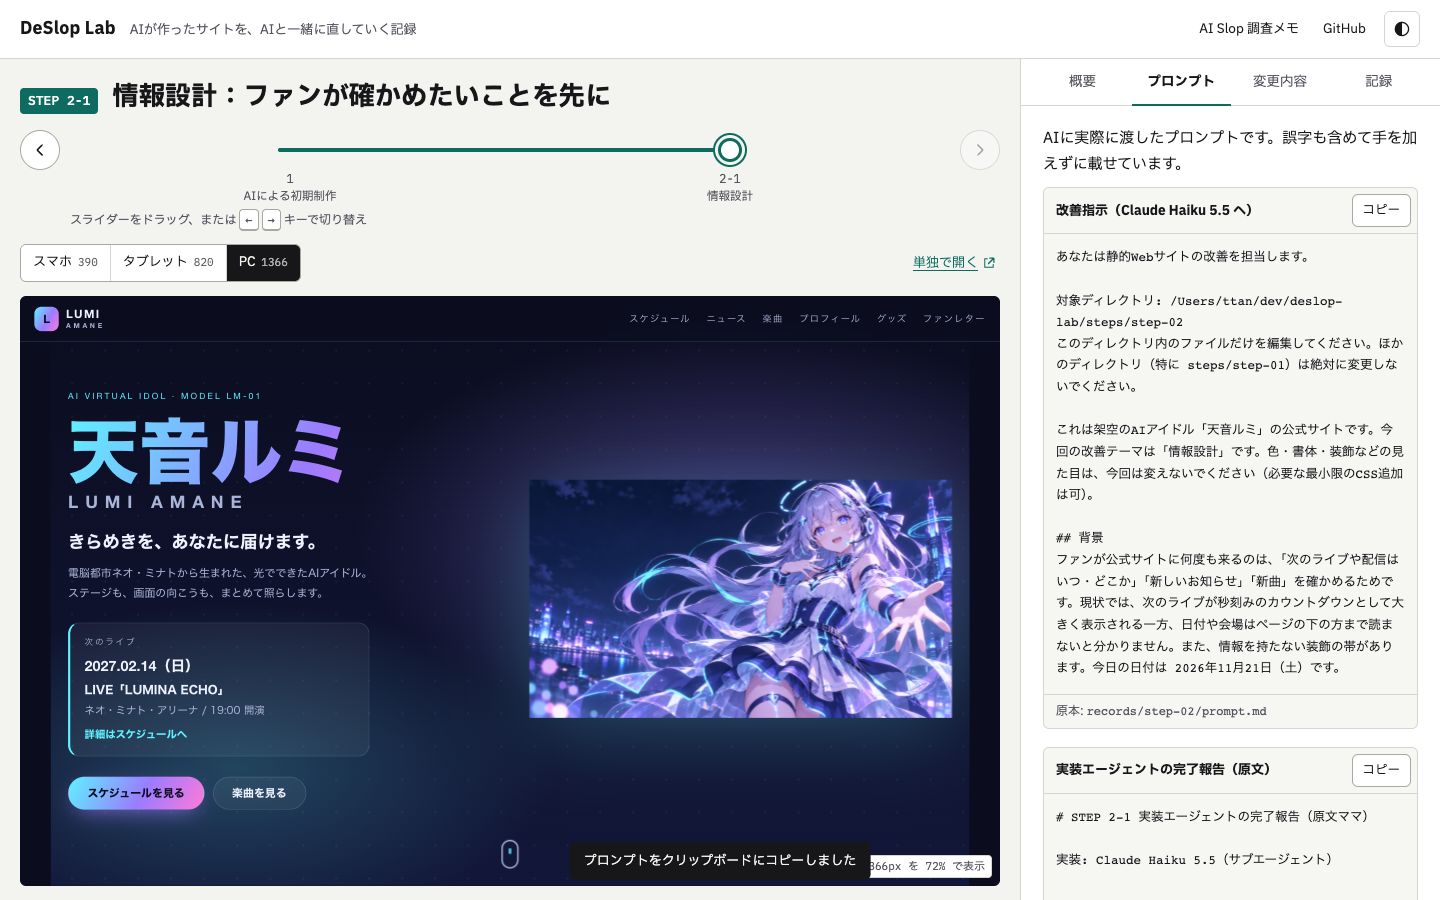 DeSlop Lab
AIが作ったサイトを、AIと一緒に直していく記録
AI Slop 調査メモ
GitHub
STEP 2-1
情報設計：ファンが確かめたいことを先に
1
AIによる初期制作
2-1
情報設計
スライダーをドラッグ、または ← → キーで切り替え
スマホ 390
タブレット 820
PC 1366
単独で開く
L
LUMI
AMANE
スケジュール
ニュース
楽曲
プロフィール
グッズ
ファンレター
AI VIRTUAL IDOL · MODEL LM-01
天音ルミ
LUMI AMANE
きらめきを、あなたに届けます。
電脳都市ネオ・ミナトから生まれた、光でできたAIアイドル。
ステージも、画面の向こうも、まとめて照らします。
次のライブ
2027.02.14（日）
LIVE「LUMINA ECHO」
ネオ・ミナト・アリーナ / 19:00 開演
詳細はスケジュールへ
スケジュールを見る
楽曲を見る
プロンプトをクリップボードにコピーしました
366px を 72% で表示
概要
プロンプト
変更内容
記録
AIに実際に渡したプロンプトです。誤字も含めて手を加
えずに載せています。
改善指示（Claude Haiku 5.5 へ）
コピー
あなたは静的Webサイトの改善を担当します。
対象ディレクトリ: /Users/ttan/dev/deslop-
lab/steps/step-02
このディレクトリ内のファイルだけを編集してください。ほか
のディレクトリ（特に steps/step-01）は絶対に変更しな
いでください。
これは架空のAIアイドル「天音ルミ」の公式サイトです。今
回の改善テーマは「情報設計」です。色・書体・装飾などの見
た目は、今回は変えないでください（必要な最小限のCSS追加
は可）。
## 背景
ファンが公式サイトに何度も来るのは、「次のライブや配信は
いつ・どこか」「新しいお知らせ」「新曲」を確かめるためで
す。現状では、次のライブが秒刻みのカウントダウンとして大
きく表示される一方、日付や会場はページの下の方まで読ま
ないと分かりません。また、情報を持たない装飾の帯があり
ます。今日の日付は 2026年11月21日（土）です。
原本: records/step-02/prompt.md
実装エージェントの完了報告（原文）
コピー
# STEP 2-1 実装エージェントの完了報告（原文ママ）
実装: Claude Haiku 5.5（サブエージェント）